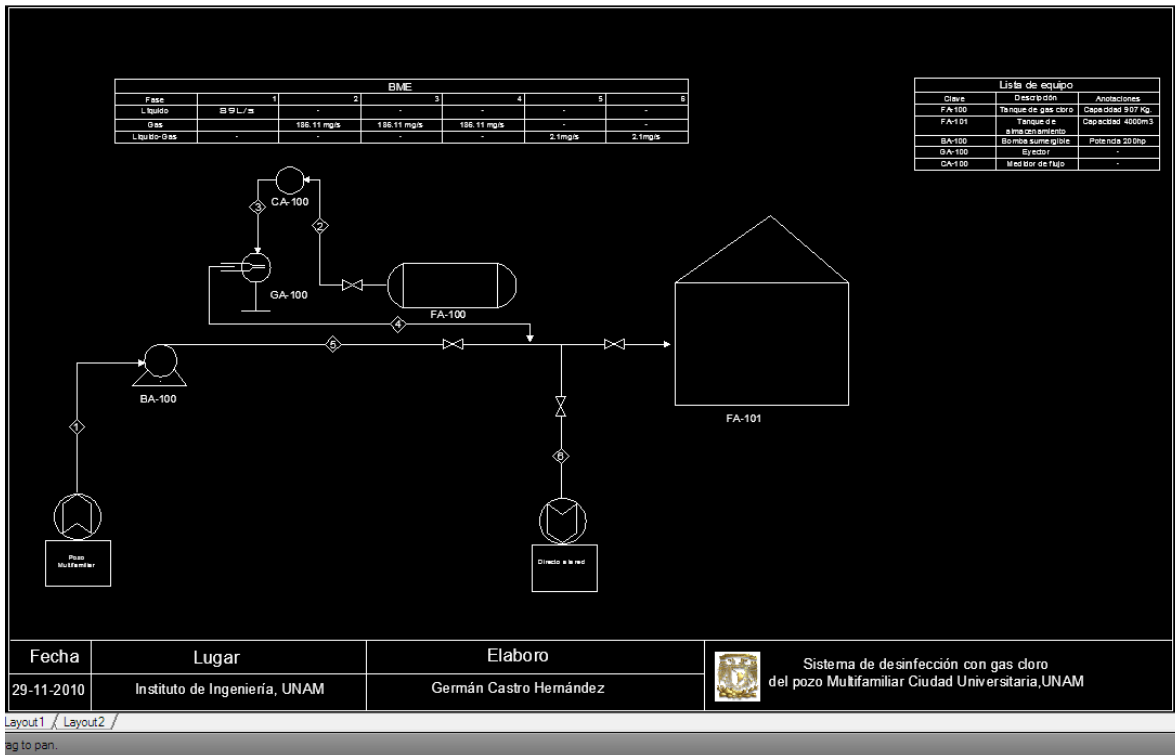 BME
Fase 1 2 3 4 5 6
Líquido 89L/s - - - - -
Gas 186.11 mg/s 186.11 mg/s 186.11 mg/s - -
Líquido-Gas - - - - 2.1mg/s 2.1mg/s
Lista de equipo
Clave Descripción Anotaciones
FA-100 Tanque de gas cloro Capacidad 907 Kg.
FA-101 Tanque de almacenamiento Capacidad 4000m3
BA-100 Bomba sumergible Potencia 200hp
GA-100 Eyector -
CA-100 Medidor de flujo -
CA-100
3
2
GA-100
FA-100
4
5
BA-100
FA-101
1
6
Pozo
Multifamiliar
Directo a la red
Fecha Lugar Elaboro
Sistema de desinfección con gas cloro
del pozo Multifamiliar Ciudad Universitaria,UNAM
29-11-2010 Instituto de Ingeniería, UNAM Germán Castro Hernández
Layout1 / Layout2 /
to pan.